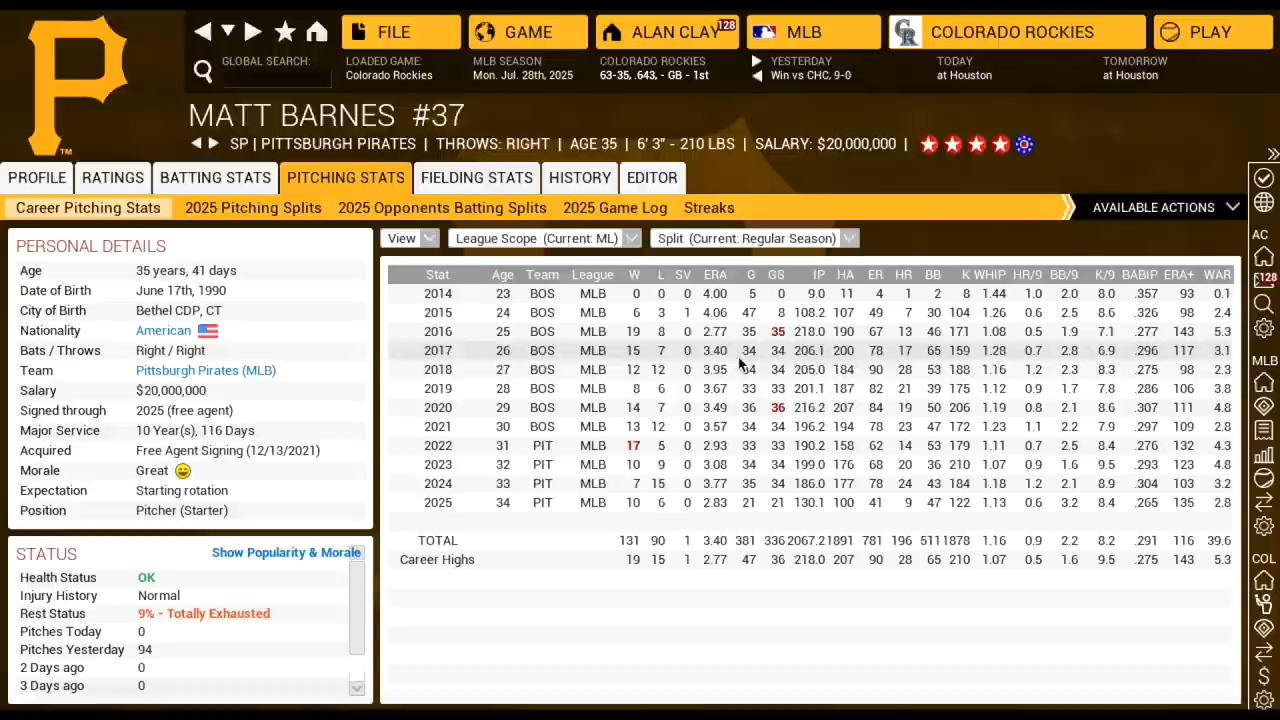 P
TM
FILE
GAME
ALAN CLAY 128
MLB
CR COLORADO ROCKIES
PLAY
GLOBAL SEARCH:
LOADED GAME:
Colorado Rockies
MLB SEASON
Mon. Jul. 28th, 2025
COLORADO ROCKIES
63-35, .643, - GB - 1st
YESTERDAY
Win vs CHC, 9-0
TODAY
at Houston
TOMORROW
at Houston
MATT BARNES #37
SP | PITTSBURGH PIRATES | THROWS: RIGHT | AGE 35 | 6' 3" - 210 LBS | SALARY: $20,000,000 |
PROFILE RATINGS BATTING STATS PITCHING STATS FIELDING STATS HISTORY EDITOR
Career Pitching Stats 2025 Pitching Splits 2025 Opponents Batting Splits 2025 Game Log Streaks AVAILABLE ACTIONS
PERSONAL DETAILS
Age 35 years, 41 days
Date of Birth June 17th, 1990
City of Birth Bethel CDP, CT
Nationality American
Bats / Throws Right / Right
Team Pittsburgh Pirates (MLB)
Salary $20,000,000
Signed through 2025 (free agent)
Major Service 10 Year(s), 116 Days
Acquired Free Agent Signing (12/13/2021)
Morale Great
Expectation Starting rotation
Position Pitcher (Starter)
STATUS Show Popularity & Morale
Health Status OK
Injury History Normal
Rest Status 9% - Totally Exhausted
Pitches Today 0
Pitches Yesterday 94
2 Days ago 0
3 Days ago 0
View League Scope (Current: ML) Split (Current: Regular Season)
Stat Age Team League W L SV ERA G GS IP HA ER HR BB K WHIP HR/9 BB/9 K/9 BABIP ERA+ WAR
2014 23 BOS MLB 0 0 0 4.00 5 0 9.0 11 4 1 2 8 1.44 1.0 2.0 8.0 .357 93 0.1
2015 24 BOS MLB 6 3 1 4.06 47 8 108.2 107 49 7 30 104 1.26 0.6 2.5 8.6 .326 98 2.4
2016 25 BOS MLB 19 8 0 2.77 35 35 218.0 190 67 13 46 171 1.08 0.5 1.9 7.1 .277 143 5.3
2017 26 BOS MLB 15 7 0 3.40 34 34 206.1 200 78 17 65 159 1.28 0.7 2.8 6.9 .296 117 3.1
2018 27 BOS MLB 12 12 0 3.95 34 34 205.0 184 90 28 53 188 1.16 1.2 2.3 8.3 .275 98 2.3
2019 28 BOS MLB 8 6 0 3.67 33 33 201.1 187 82 21 39 175 1.12 0.9 1.7 7.8 .286 106 3.8
2020 29 BOS MLB 14 7 0 3.49 36 36 216.2 207 84 19 50 206 1.19 0.8 2.1 8.6 .307 111 4.8
2021 30 BOS MLB 13 12 0 3.57 34 34 196.2 194 78 23 47 172 1.23 1.1 2.2 7.9 .297 109 2.8
2022 31 PIT MLB 17 5 0 2.93 33 33 190.2 158 62 14 53 179 1.11 0.7 2.5 8.4 .276 132 4.3
2023 32 PIT MLB 10 9 0 3.08 34 34 199.0 176 68 20 36 210 1.07 0.9 1.6 9.5 .293 123 4.8
2024 33 PIT MLB 7 15 0 3.77 35 34 186.0 177 78 24 43 184 1.18 1.2 2.1 8.9 .304 103 3.2
2025 34 PIT MLB 10 6 0 2.83 21 21 130.1 100 41 9 47 122 1.13 0.6 3.2 8.4 .265 135 2.8
TOTAL 131 90 1 3.40 381 336 2067.2 1891 781 196 511 1878 1.16 0.9 2.2 8.2 .291 116 39.6
Career Highs 19 15 1 2.77 47 36 218.0 207 90 28 65 210 1.07 0.5 1.6 9.5 .275 143 5.3
AC
128
MLB
COL